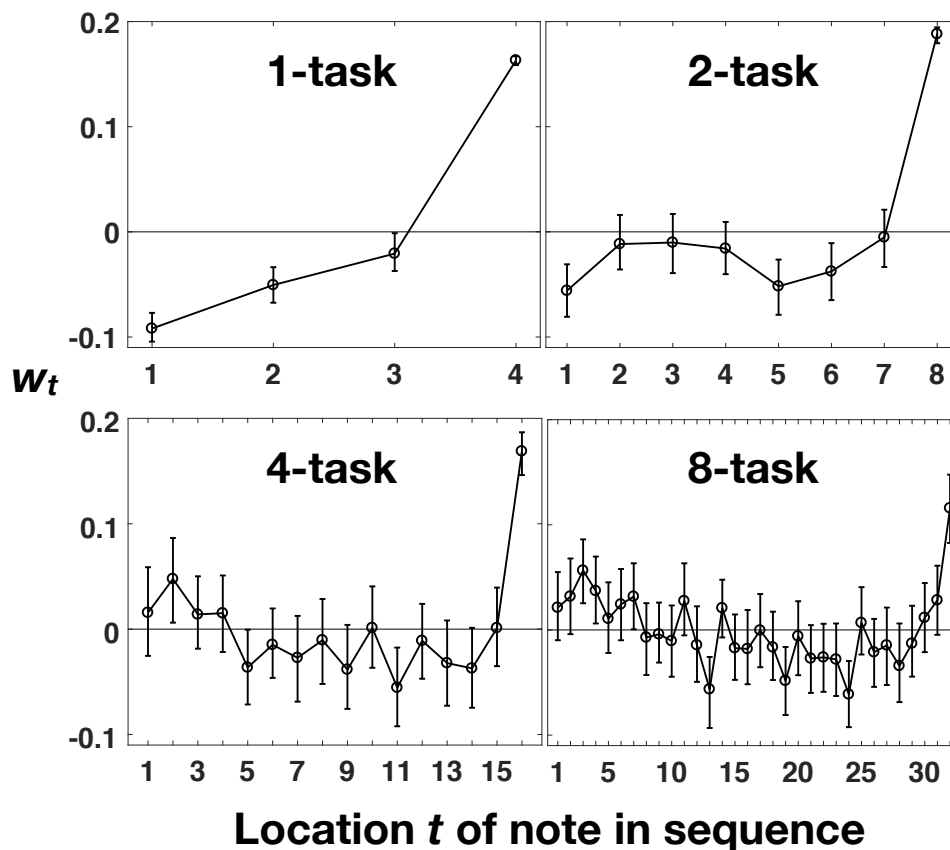 0.2
0.1
0
-0.1
1-task
2-task
1 2 3 4
1 2 3 4 5 6 7 8
wt
0.2
0.1
0
-0.1
4-task
8-task
1 3 5 7 9 11 13 15
1 5 10 15 20 25 30
Location t of note in sequence